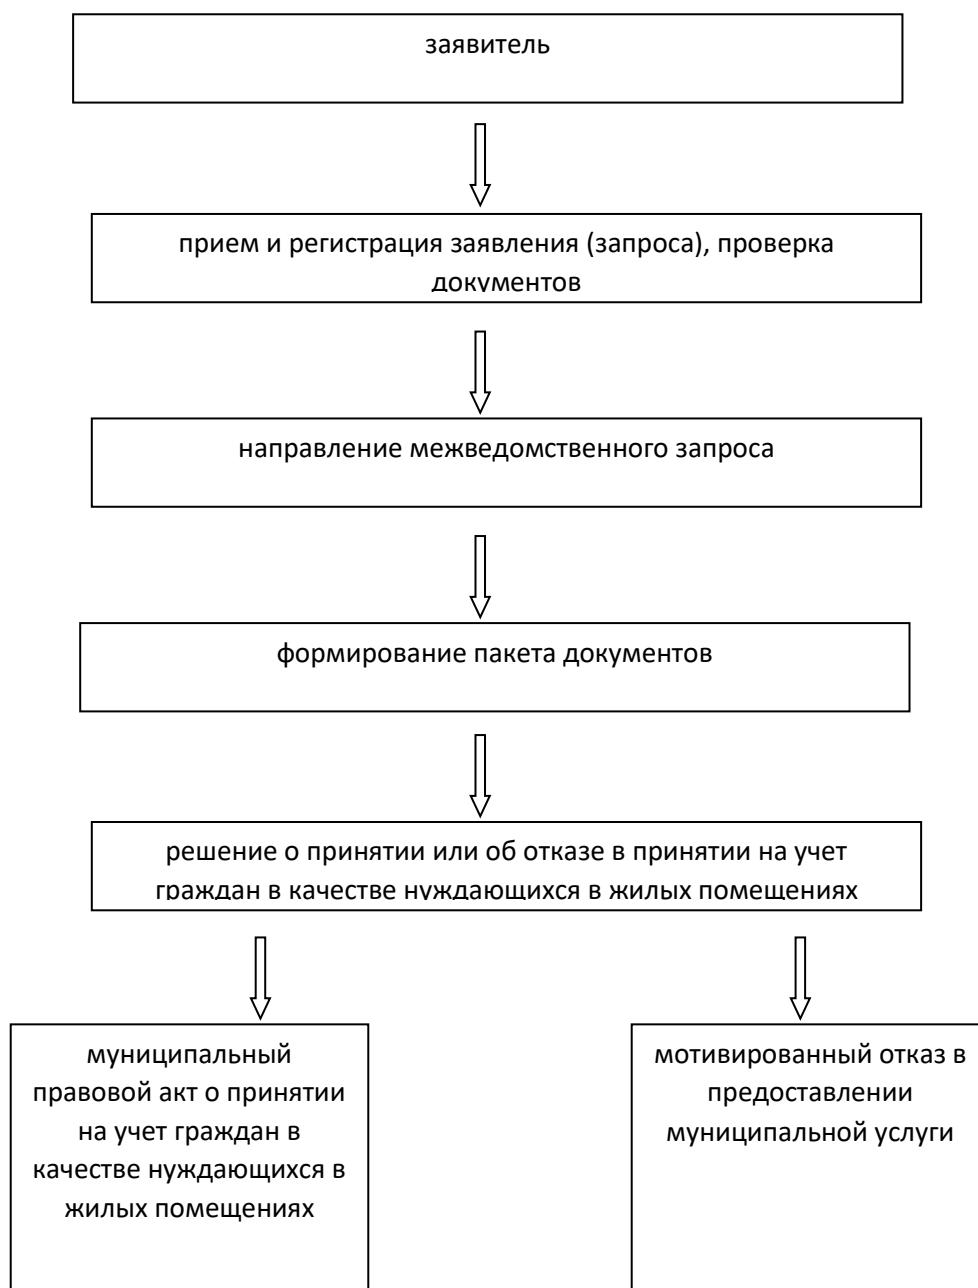 заявитель
прием и регистрация заявления (запроса), проверка
документов
направление межведомственного запроса
формирование пакета документов
решение о принятии или об отказе в принятии на учет
граждан в качестве нуждающихся в жилых помещениях
муниципальный
правовой акт о принятии
на учет граждан в
качестве нуждающихся в
жилых помещениях
мотивированный отказ в
предоставлении
муниципальной услуги